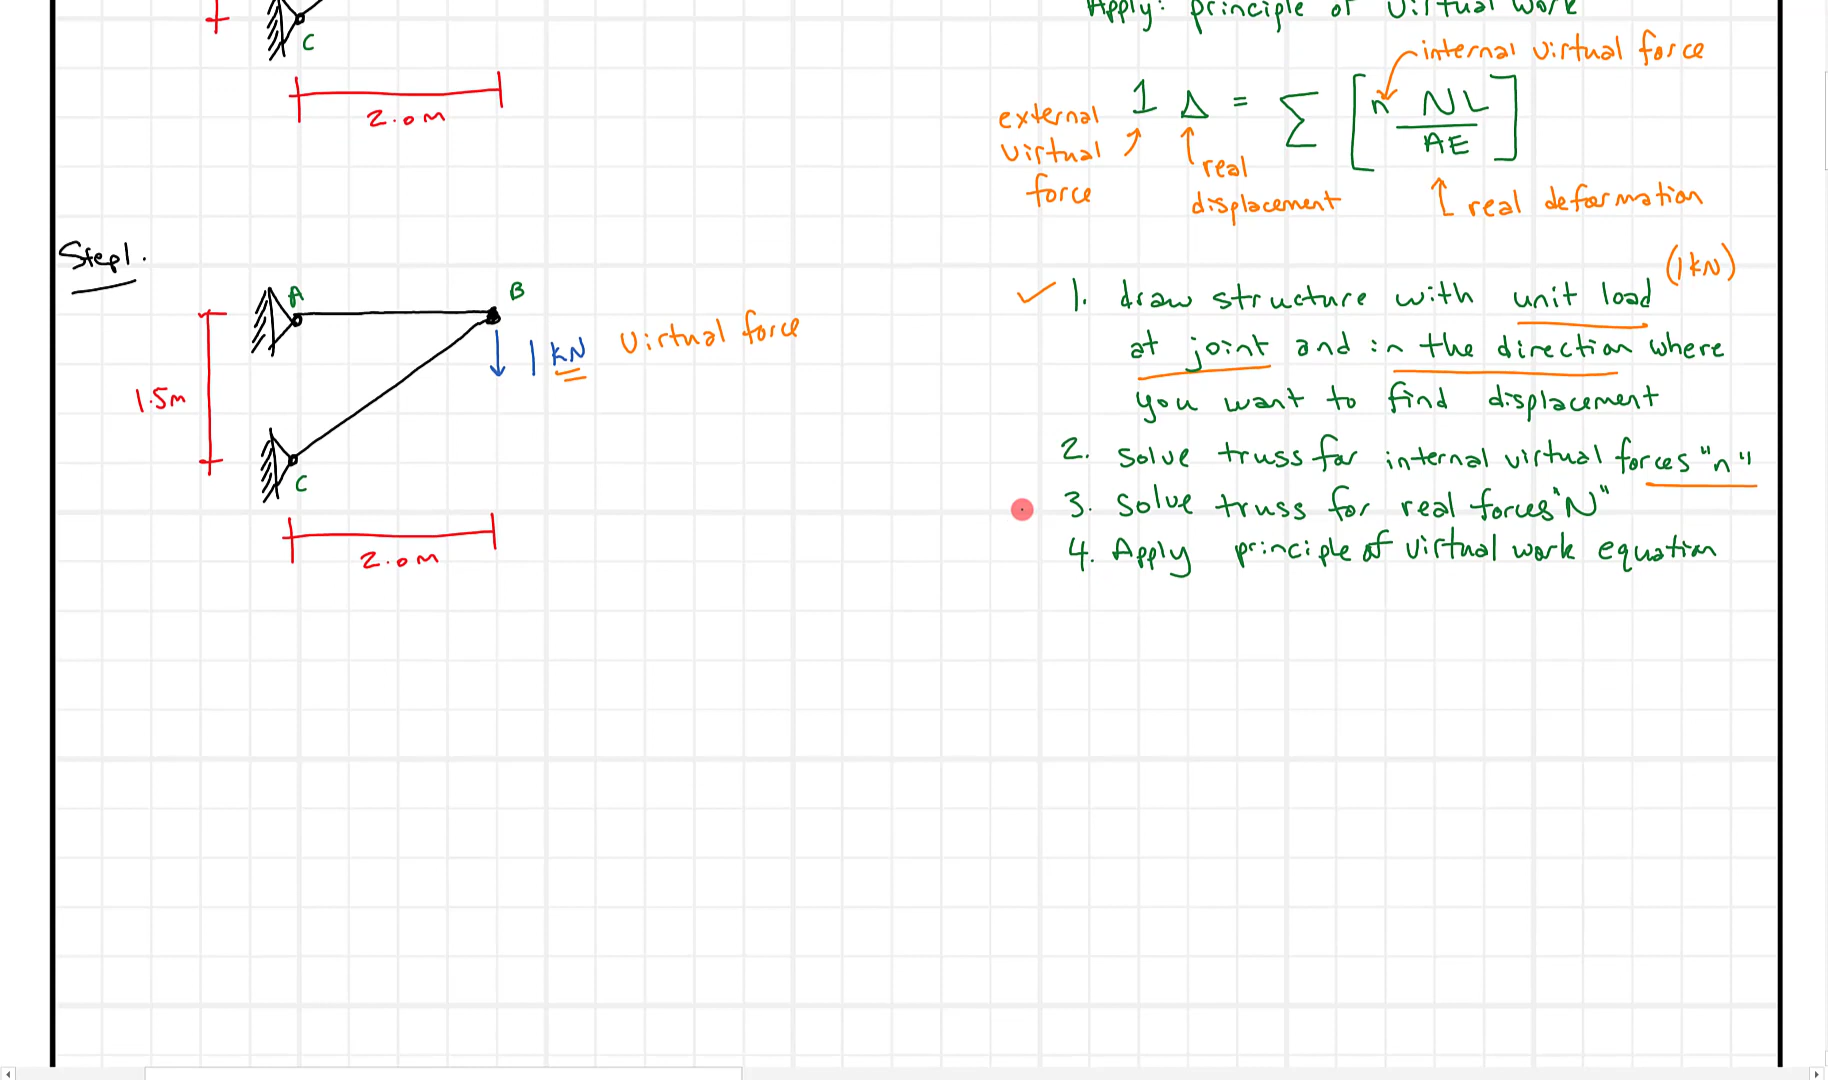 Apply: principle of virtual work
C
internal virtual force
1 Δ = Σ [ n NL / AE ]
external
virtual
force
real
displacement
real deformation
2.0m
Step1.
A
B
1 kN virtual force
1.5m
C
2.0m
(1kN)
1. draw structure with unit load
at joint and in the direction where
you want to find displacement
2. solve truss for internal virtual forces "n"
3. solve truss for real forces "N"
4. Apply principle of virtual work equation